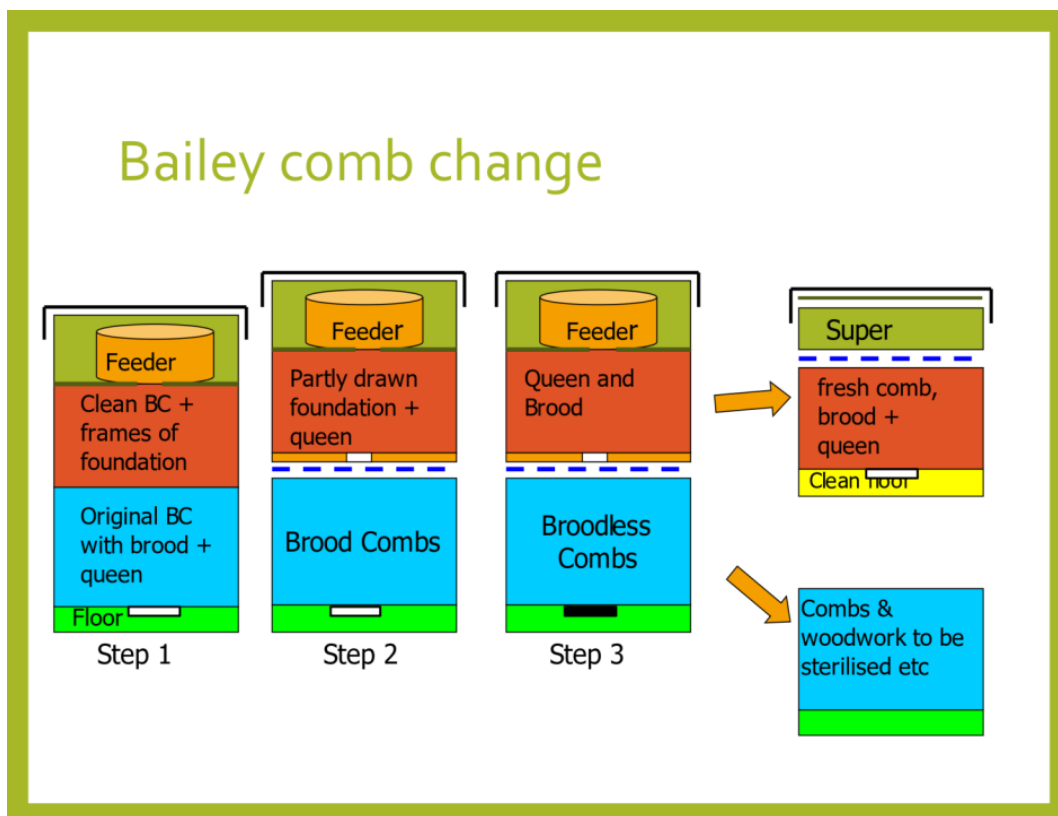 Bailey comb change
Feeder
Clean BC +
frames of
foundation
Original BC
with brood +
queen
Floor
Step 1
Feeder
Partly drawn
foundation +
queen
Brood Combs
Step 2
Feeder
Queen and
Brood
Broodless
Combs
Step 3
Super
fresh comb,
brood +
queen
Clean floor
Combs &
woodwork to be
sterilised etc